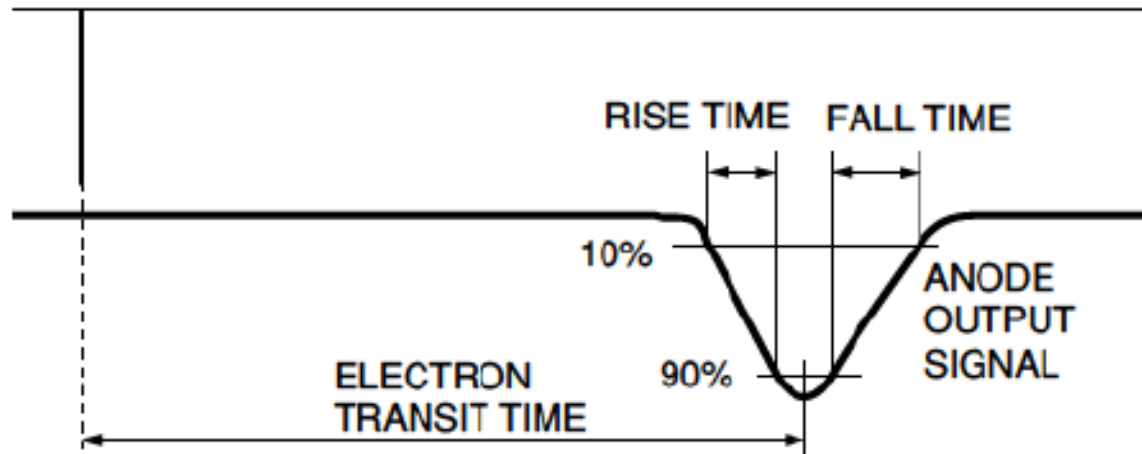 RISE TIME FALL TIME
10%
ANODE
OUTPUT
SIGNAL
90%
ELECTRON
TRANSIT TIME